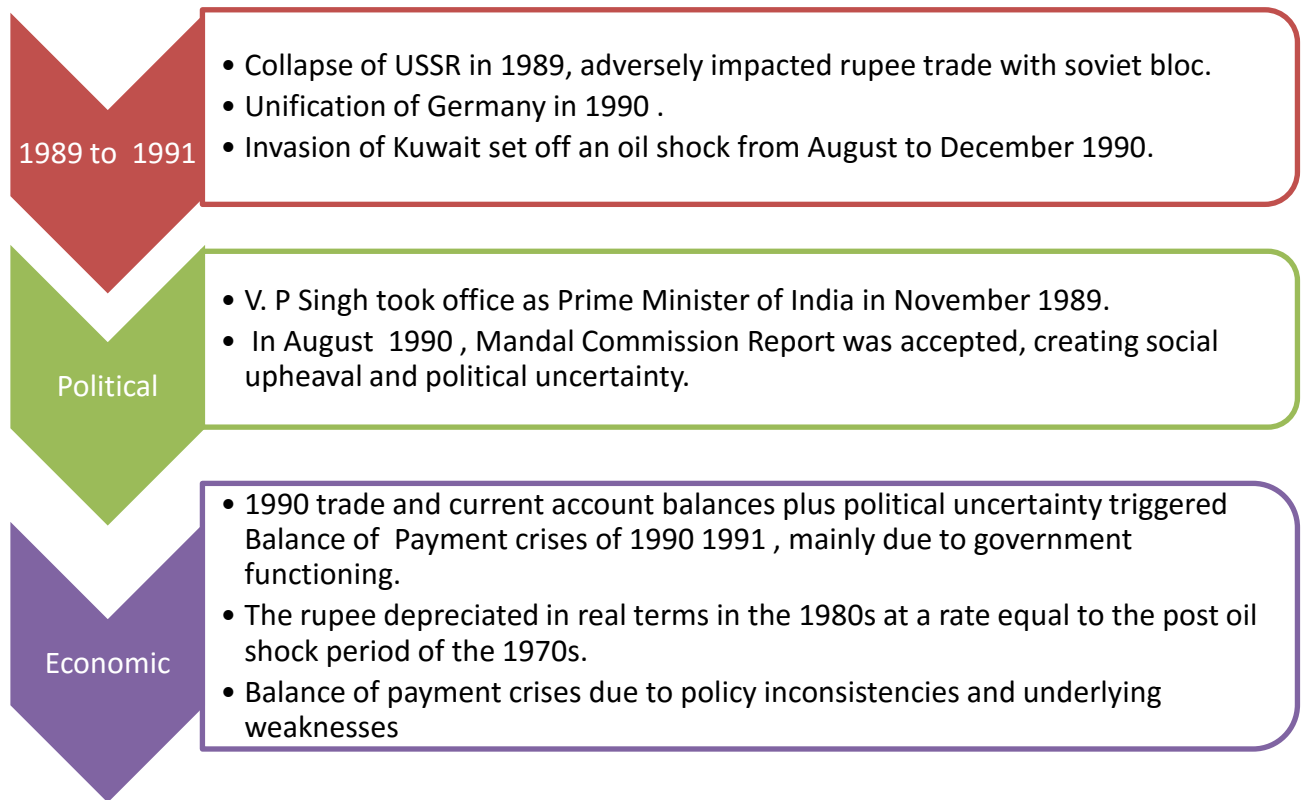 1989 to 1991
• Collapse of USSR in 1989, adversely impacted rupee trade with soviet bloc.
• Unification of Germany in 1990 .
• Invasion of Kuwait set off an oil shock from August to December 1990.
Political
• V. P Singh took office as Prime Minister of India in November 1989.
• In August 1990 , Mandal Commission Report was accepted, creating social
upheaval and political uncertainty.
Economic
• 1990 trade and current account balances plus political uncertainty triggered
Balance of Payment crises of 1990 1991 , mainly due to government
functioning.
• The rupee depreciated in real terms in the 1980s at a rate equal to the post oil
shock period of the 1970s.
• Balance of payment crises due to policy inconsistencies and underlying
weaknesses